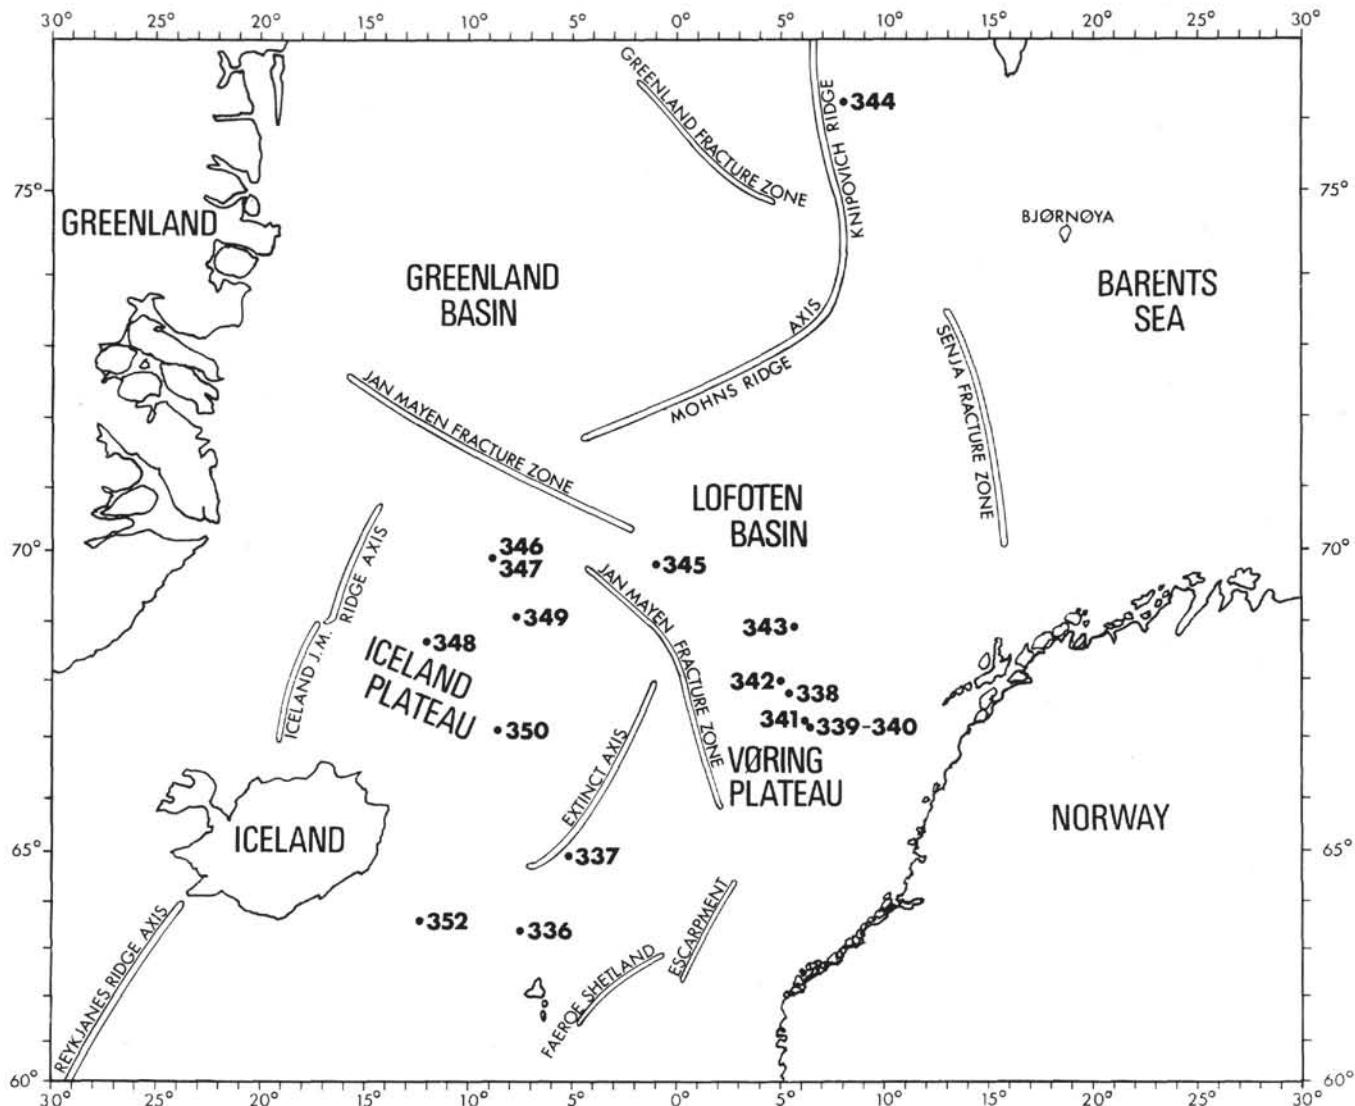 30° 25° 20° 15° 10° 5° 0° 5° 10° 15° 20° 25° 30°
GREENLAND FRACTURE ZONE
KNIPOVICH RIDGE
344
75° 75°
GREENLAND
BJØRNØYA
GREENLAND
BASIN
BARENTS
SEA
AXIS
MOHNS RIDGE
SENJA FRACTURE ZONE
JAN MAYEN FRACTURE ZONE
LOFOTEN
BASIN
70° 70°
346
347
345
ICELAND J.M. RIDGE AXIS
JAN MAYEN FRACTURE ZONE
349
343
348
ICELAND
PLATEAU
342
338
341
339-340
350
VØRING
PLATEAU
EXTINCT AXIS
ICELAND
NORWAY
65° 65°
337
352
336
ESCARPMENT
FAEROE SHETLAND
REYKJANES RIDGE AXIS
60° 60°
30° 25° 20° 15° 10° 5° 0° 5° 10° 15° 20° 25° 30°